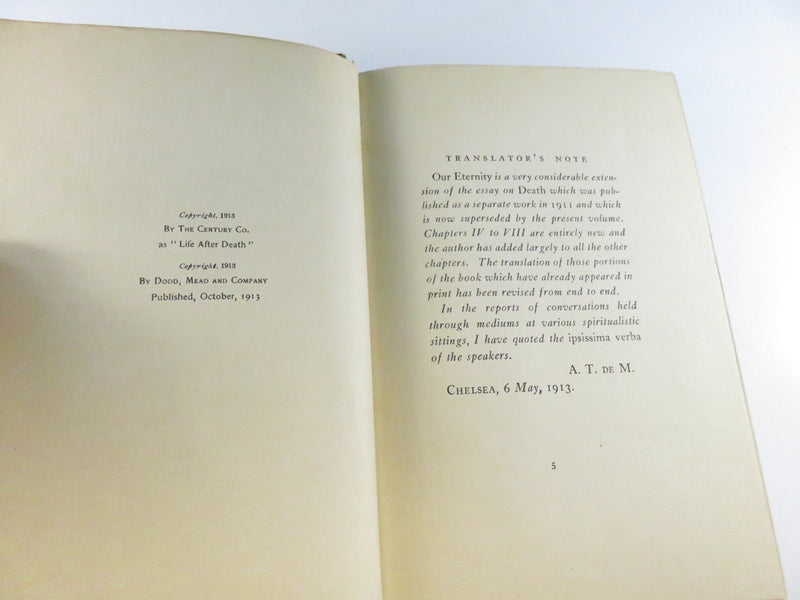 Copyright, 1913
By The Century Co.
as "Life After Death"
Copyright, 1913
By Dodd, Mead and Company
Published, October, 1913
TRANSLATOR'S NOTE
Our Eternity is a very considerable exten-
sion of the essay on Death which was pub-
lished as a separate work in 1911 and which
is now superseded by the present volume.
Chapters IV to VIII are entirely new and
the author has added largely to all the other
chapters. The translation of those portions
of the book which have already appeared in
print has been revised from end to end.
In the reports of conversations held
through mediums at various spiritualistic
sittings, I have quoted the ipsissima verba
of the speakers.
A. T. de M.
Chelsea, 6 May, 1913.
5